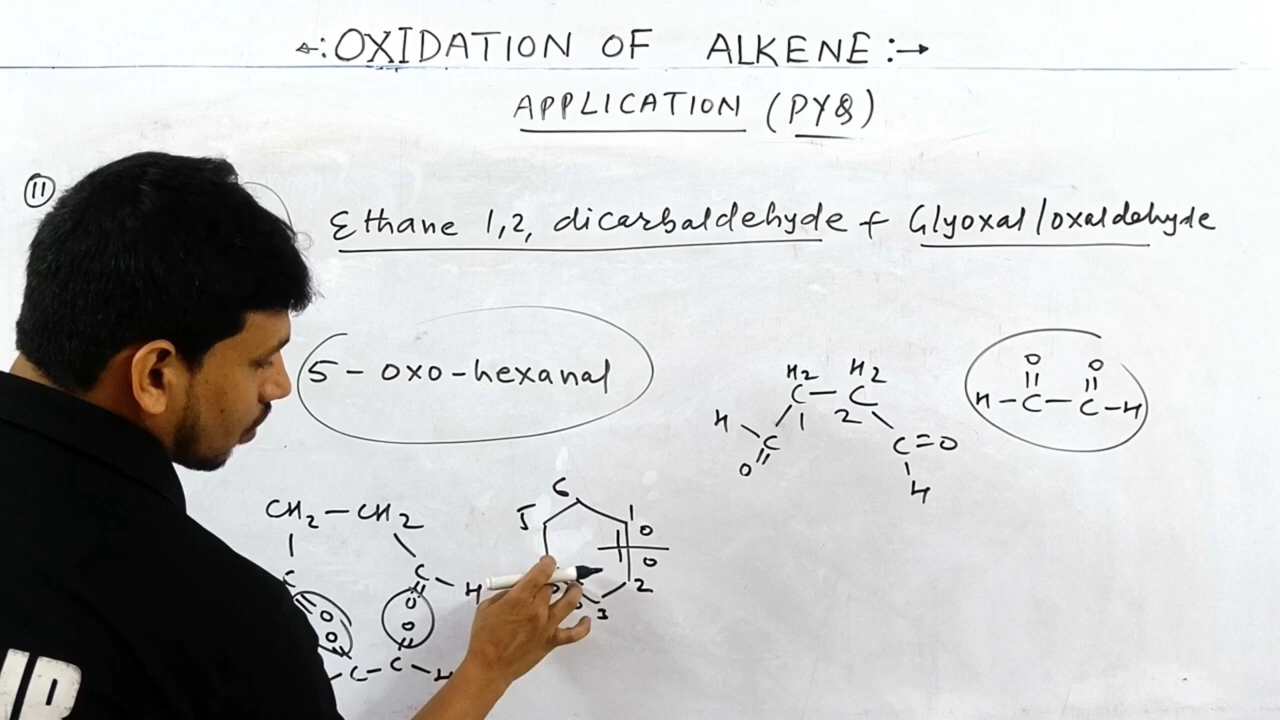 ←:OXIDATION OF ALKENE:→
APPLICATION (PYQ)
11
Ethane 1,2, dicarbaldehyde + Glyoxal/oxaldehyde
5-oxo-hexanal
H2 H2
C—C
1 2
H
C
O
C=O
H
O O
H-C-C-H
CH2-CH2
C
C
H
O O
O O
C-C-H
6
5
1
O
O
2
3